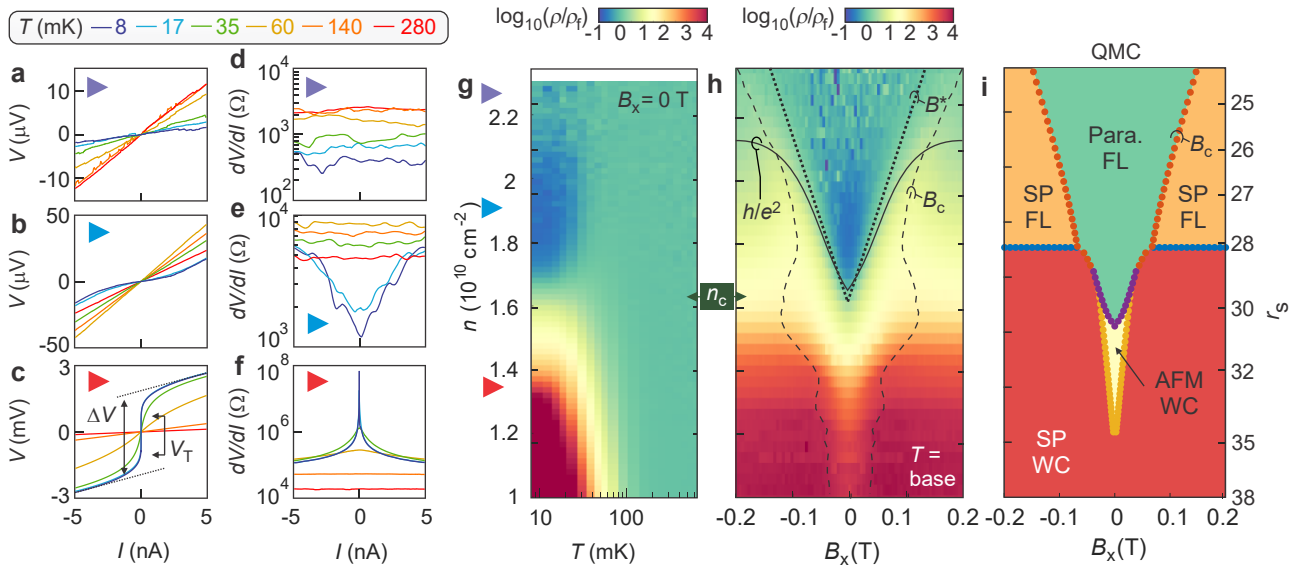 T (mK) 8 17 35 60 140 280
log10(ρ/ρf)
-1 0 1 2 3 4
log10(ρ/ρf)
-1 0 1 2 3 4
a
V (μV)
10
0
-10
b
V (μV)
50
0
-50
c
V (mV)
3
0
-3
ΔV
VT
-5 0 5
I (nA)
d
dV/dI (Ω)
10^4
10^3
10^2
e
dV/dI (Ω)
10^4
10^3
f
dV/dI (Ω)
10^8
10^6
10^4
-5 0 5
I (nA)
g
Bx = 0 T
n (10^10 cm^-2)
2.2
2
1.8
1.6
1.4
1.2
1
10 100
T (mK)
nc
h
B*
h/e^2
Bc
T =
base
-0.2 -0.1 0 0.1 0.2
Bx(T)
QMC
i
Para.
FL
Bc
SP
FL
SP
FL
AFM
WC
SP
WC
25
26
27
28
30
32
35
38
rs
-0.2 -0.1 0 0.1 0.2
Bx(T)